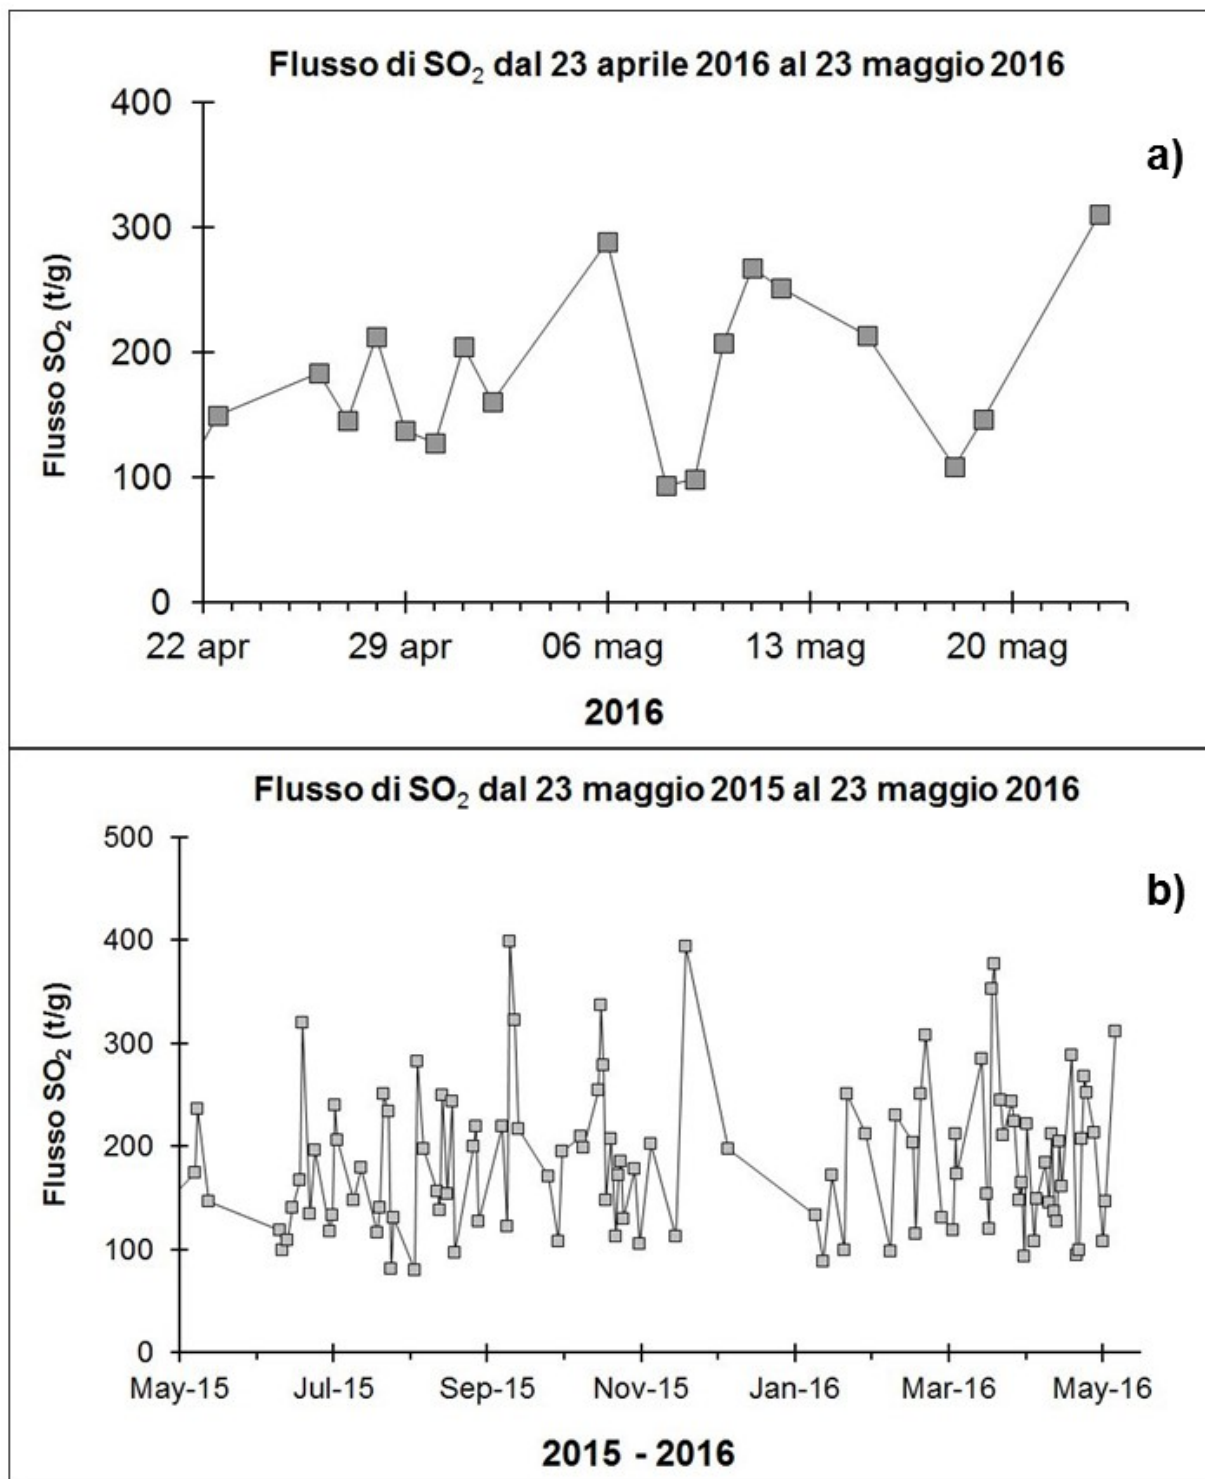 Flusso di SO₂ dal 23 aprile 2016 al 23 maggio 2016
a)
400
300
200
100
0
Flusso SO₂ (t/g)
22 apr 29 apr 06 mag 13 mag 20 mag
2016
Flusso di SO₂ dal 23 maggio 2015 al 23 maggio 2016
b)
500
400
300
200
100
0
Flusso SO₂ (t/g)
May-15 Jul-15 Sep-15 Nov-15 Jan-16 Mar-16 May-16
2015 - 2016